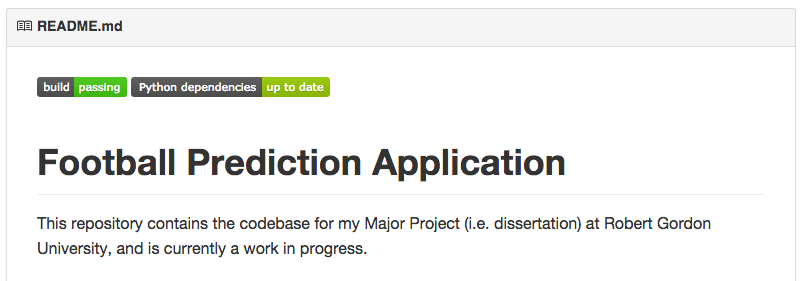 README.md
build passing Python dependencies up to date
Football Prediction Application
This repository contains the codebase for my Major Project (i.e. dissertation) at Robert Gordon
University, and is currently a work in progress.